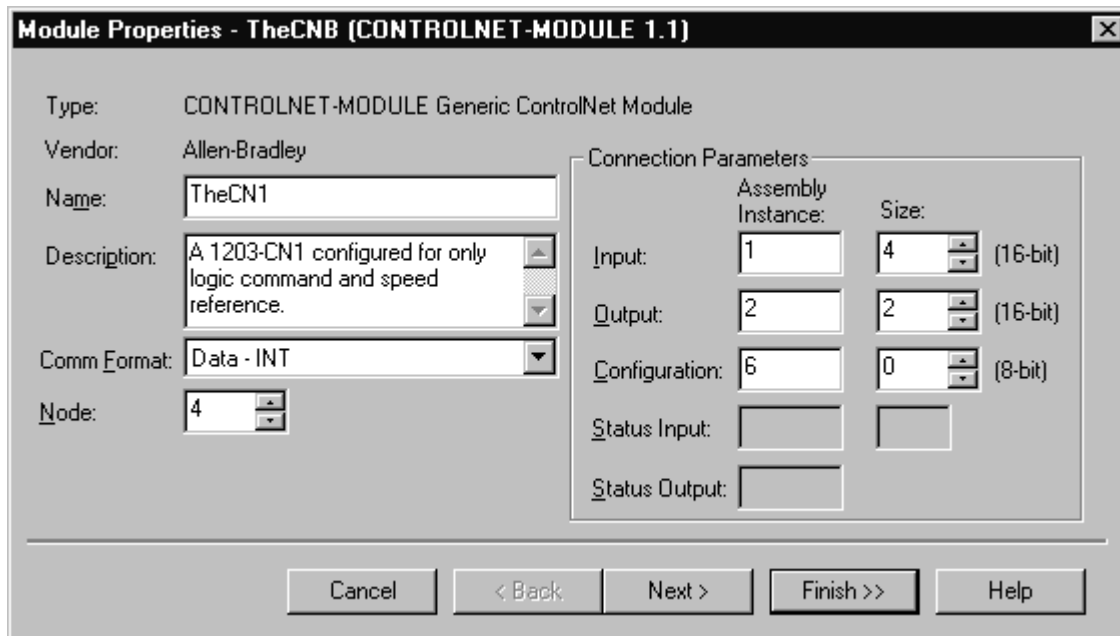 Module Properties - TheCNB (CONTROLNET-MODULE 1.1)
Type: CONTROLNET-MODULE Generic ControlNet Module
Vendor: Allen-Bradley
Name: TheCN1
Description: A 1203-CN1 configured for only
logic command and speed
reference.
Comm Format: Data - INT
Node: 4
Connection Parameters
Assembly
Instance: Size:
Input: 1 4 (16-bit)
Output: 2 2 (16-bit)
Configuration: 6 0 (8-bit)
Status Input:
Status Output:
Cancel < Back Next > Finish >> Help